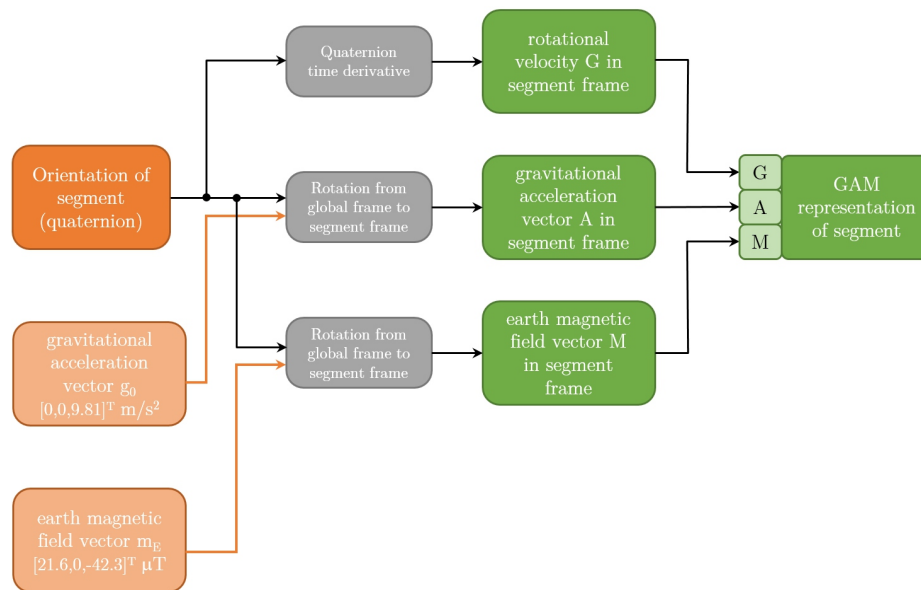 Quaternion
time derivative
rotational
velocity G in
segment frame
Orientation of
segment
(quaternion)
Rotation from
global frame to
segment frame
gravitational
acceleration
vector A in
segment frame
G
A
M
GAM
representation
of segment
gravitational
acceleration
vector g₀
[0,0,9.81]ᵀ m/s²
Rotation from
global frame to
segment frame
earth magnetic
field vector M
in segment
frame
earth magnetic
field vector m_E
[21.6,0,-42.3]ᵀ µT